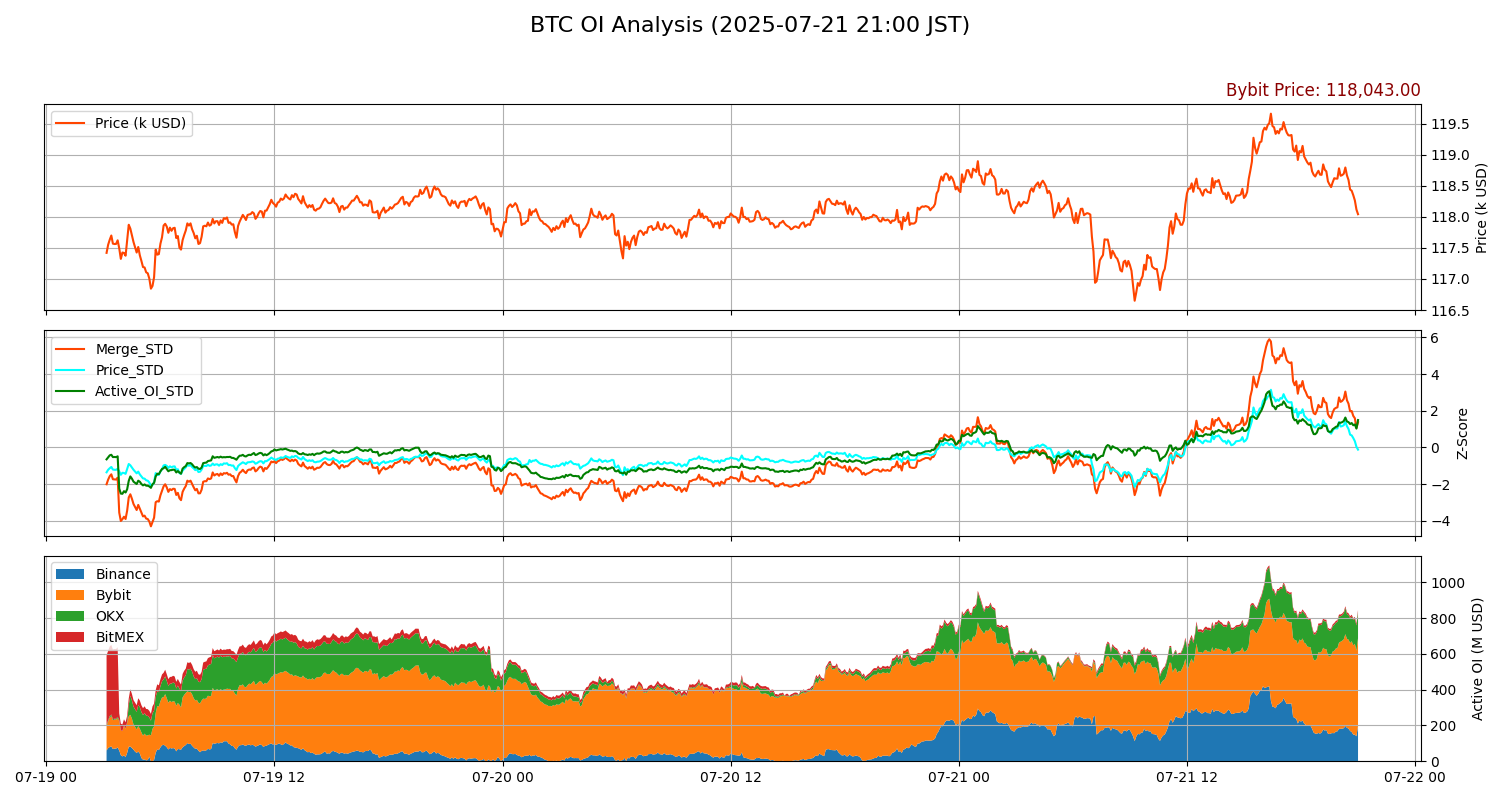 BTC OI Analysis (2025-07-21 21:00 JST)
Bybit Price: 118,043.00
Price (k USD)
119.5
119.0
118.5
118.0
117.5
117.0
116.5
Price (k USD)
Merge_STD
Price_STD
Active_OI_STD
6
4
2
0
−2
−4
Z-Score
Binance
Bybit
OKX
BitMEX
1000
800
600
400
200
0
Active OI (M USD)
07-19 00
07-19 12
07-20 00
07-20 12
07-21 00
07-21 12
07-22 00